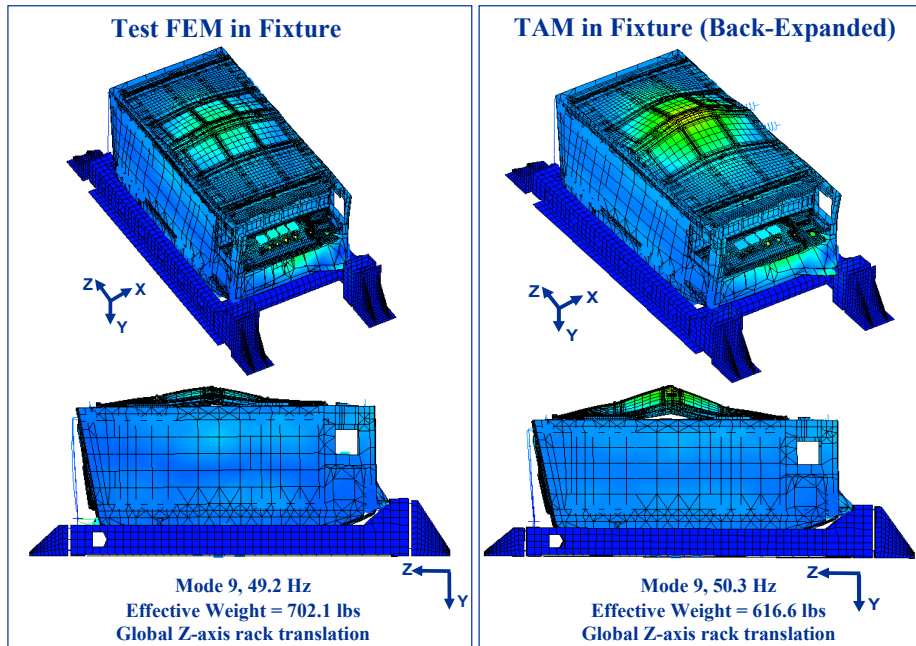 Test FEM in Fixture
Z
X
Y
Z
Y
Mode 9, 49.2 Hz
Effective Weight = 702.1 lbs
Global Z-axis rack translation
TAM in Fixture (Back-Expanded)
Z
X
Y
Z
Y
Mode 9, 50.3 Hz
Effective Weight = 616.6 lbs
Global Z-axis rack translation